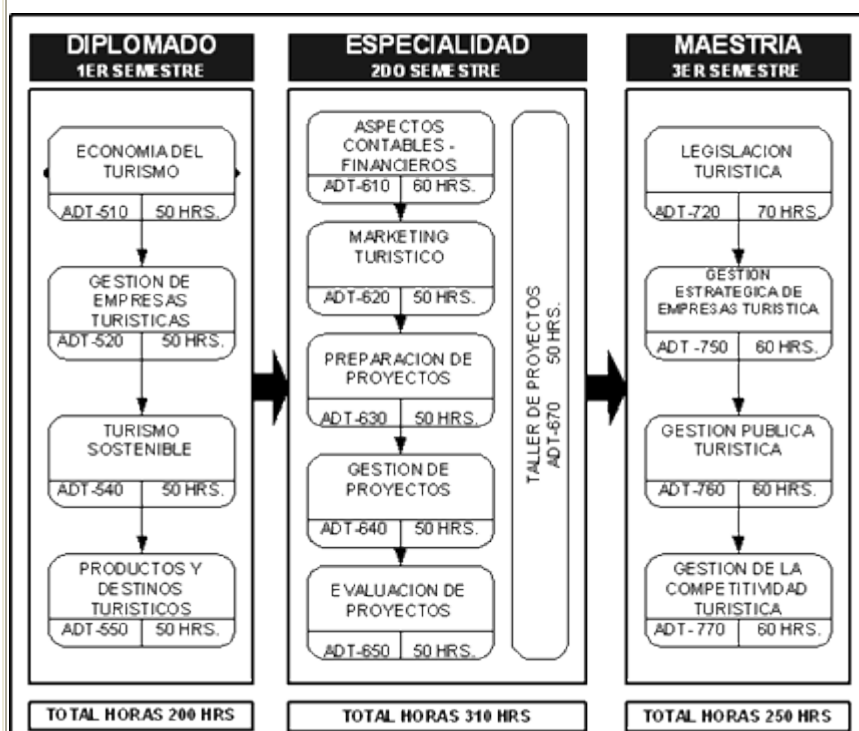 DIPLOMADO
1ER SEMESTRE
ECONOMIA DEL
TURISMO
ADT-510 50 HRS.
GESTION DE
EMPRESAS
TURISTICAS
ADT-520 50 HRS.
TURISMO
SOSTENIBLE
ADT-540 50 HRS.
PRODUCTOS Y
DESTINOS
TURISTICOS
ADT-550 50 HRS.
TOTAL HORAS 200 HRS
ESPECIALIDAD
2DO SEMESTRE
ASPECTOS
CONTABLES -
FINANCIEROS
ADT-610 60 HRS.
MARKETING
TURISTICO
ADT-620 50 HRS.
PREPARACION DE
PROYECTOS
ADT-630 50 HRS.
GESTION DE
PROYECTOS
ADT-640 50 HRS.
EVALUACION DE
PROYECTOS
ADT-650 50 HRS.
TALLER DE PROYECTOS
ADT-670 50 HRS.
TOTAL HORAS 310 HRS
MAESTRIA
3ER SEMESTRE
LEGISLACION
TURISTICA
ADT-720 70 HRS.
GESTION
ESTRATEGICA DE
EMPRESAS TURISTICA
ADT -750 60 HRS.
GESTION PUBLICA
TURISTICA
ADT-760 60 HRS.
GESTION DE LA
COMPETITIVIDAD
TURISTICA
ADT-770 60 HRS.
TOTAL HORAS 250 HRS